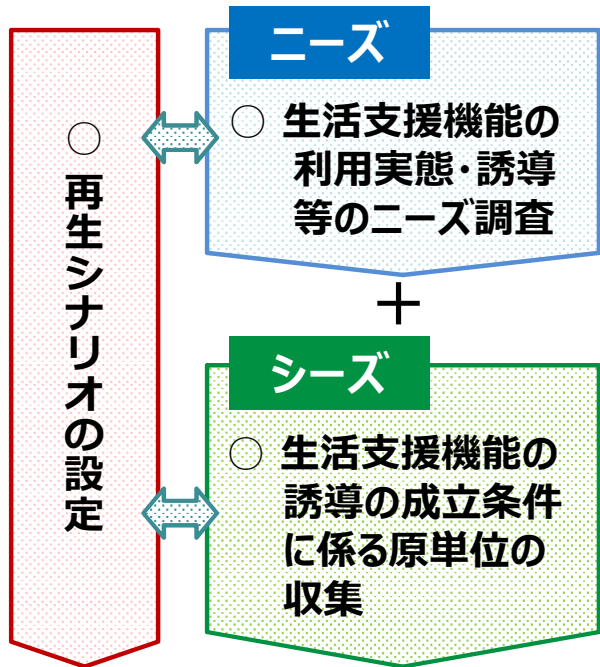 ○ 再生シナリオの設定
ニーズ
○ 生活支援機能の
利用実態・誘導
等のニーズ調査
＋
シーズ
○ 生活支援機能の
誘導の成立条件
に係る原単位の
収集